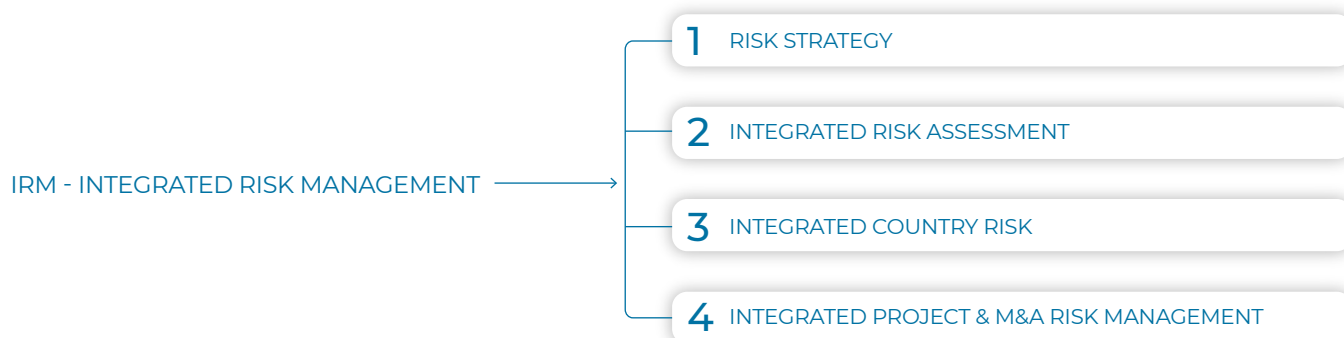 IRM - INTEGRATED RISK MANAGEMENT
1 RISK STRATEGY
2 INTEGRATED RISK ASSESSMENT
3 INTEGRATED COUNTRY RISK
4 INTEGRATED PROJECT & M&A RISK MANAGEMENT